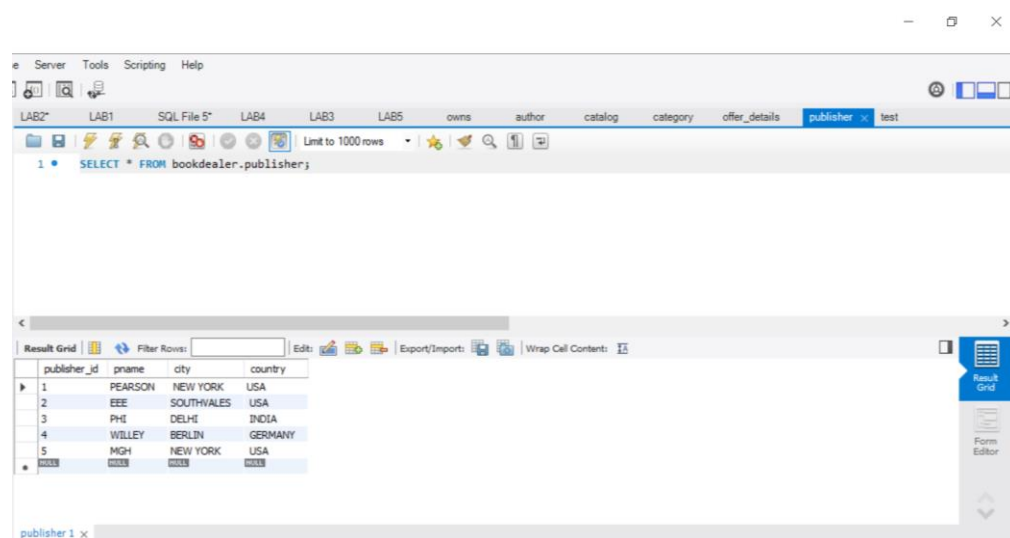 e Server Tools Scripting Help
LAB2* LAB1 SQL File 5* LAB4 LAB3 LAB5 owns author catalog category offer_details publisher × test
Limit to 1000 rows
1 SELECT * FROM bookdealer.publisher;
Result Grid Filter Rows: Edit: Export/Import: Wrap Cell Content: IA
publisher_id pname city country
1 PEARSON NEW YORK USA
2 EEE SOUTHVALES USA
3 PHI DELHI INDIA
4 WILLEY BERLIN GERMANY
5 MGH NEW YORK USA
NULL NULL NULL NULL
Result
Grid
Form
Editor
publisher 1 ×